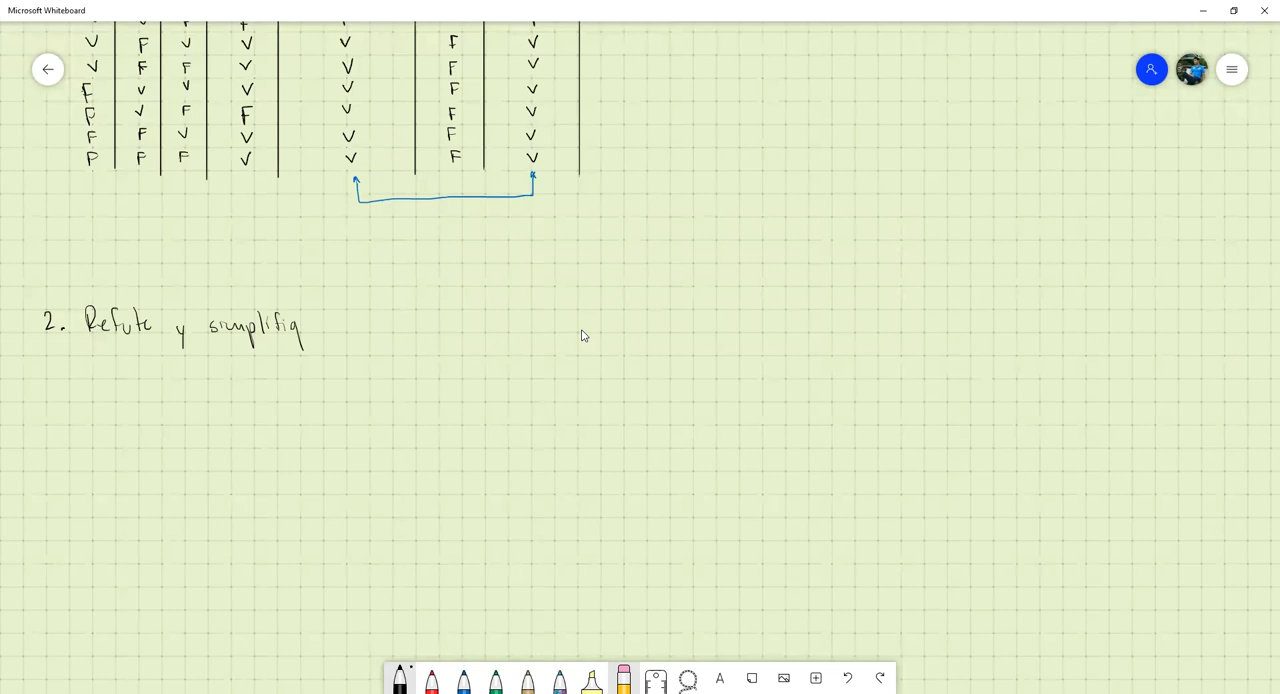 Microsoft Whiteboard
V F V V V F V
V F F V V F V
F V V V V F V
F V F F V F V
F F V V V F V
F F F V V F V
2. Refute y simplifiq
A